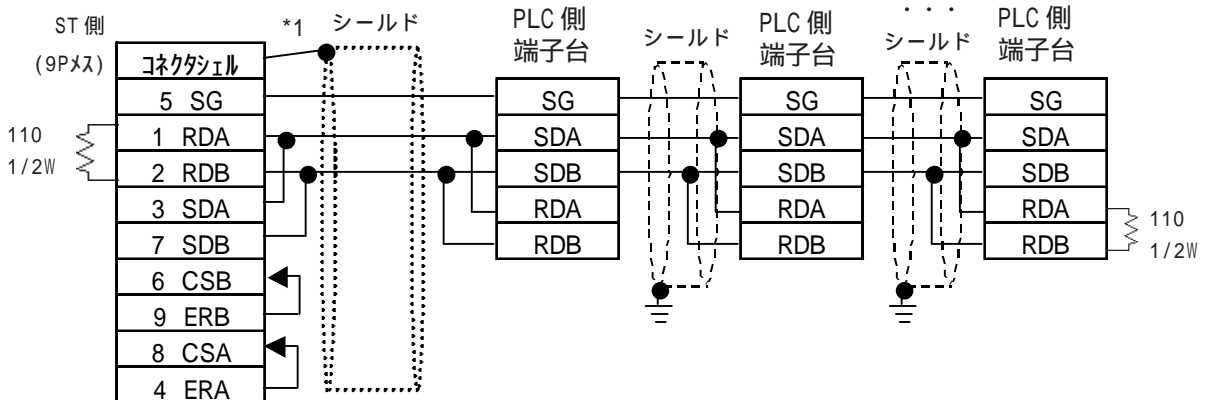 ST 側
(9Pメス)
*1
シールド
コネクタシェル
5 SG
1 RDA
2 RDB
3 SDA
7 SDB
6 CSB
9 ERB
8 CSA
4 ERA
110
1/2W
PLC 側
端子台
SG
SDA
SDB
RDA
RDB
シールド
PLC 側
端子台
SG
SDA
SDB
RDA
RDB
・・・
シールド
PLC 側
端子台
SG
SDA
SDB
RDA
RDB
110
1/2W